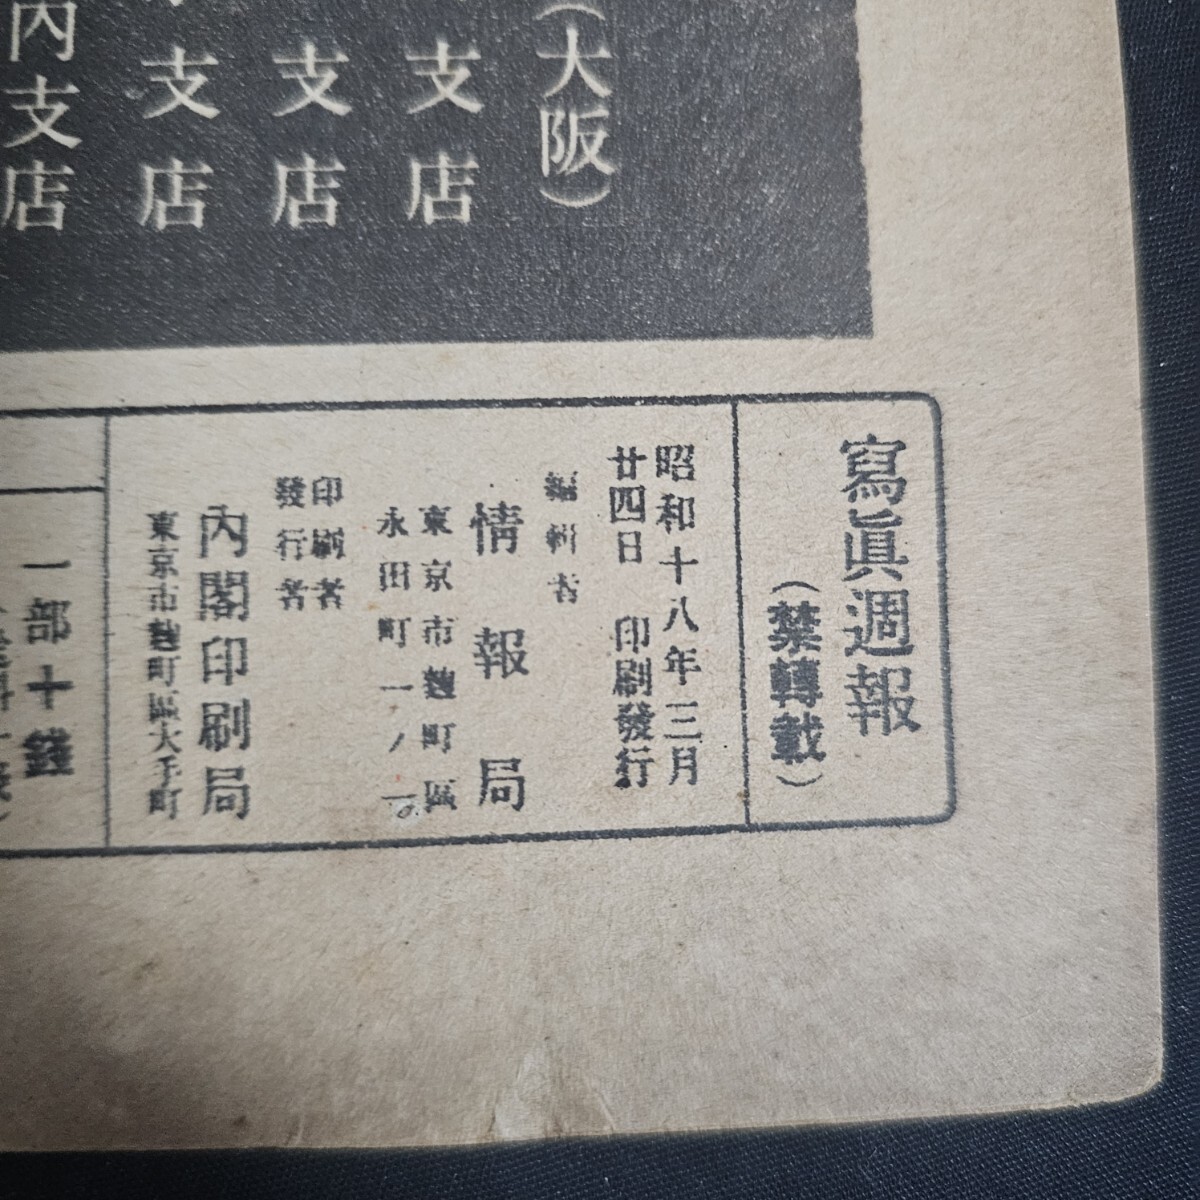 (大阪)
支店
支店
支店
內支店
寫眞週報
(禁轉載)
昭和十八年三月
廿四日 印刷發行
編輯者
情報局
東京市麹町區
永田町一ノ一
印刷者
發行者
內閣印刷局
東京市麹町區大手町
一部十錢